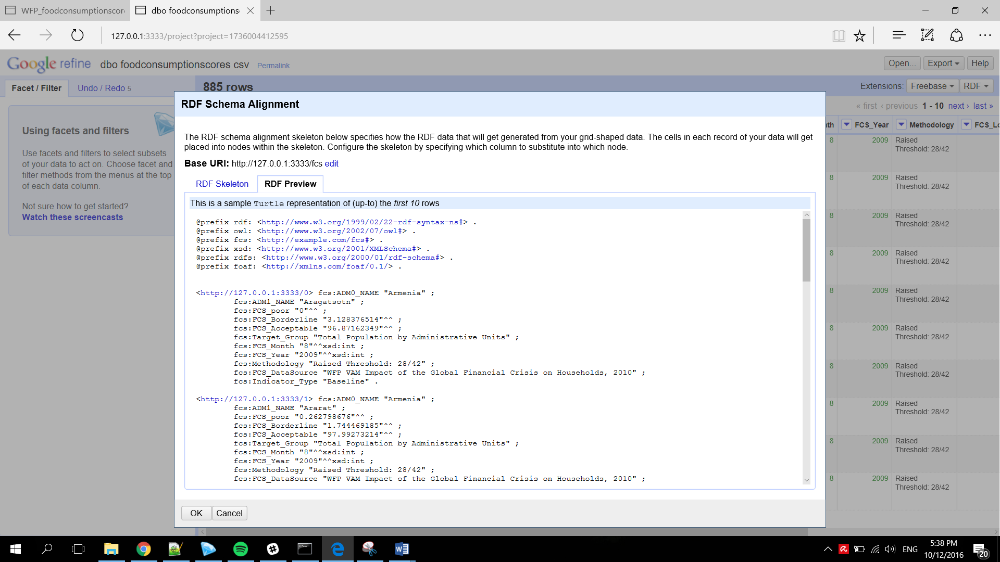 WFP_foodconsumptionscor
dbo foodconsumptions
127.0.0.1:3333/project?project=1736004412595
Google refine dbo foodconsumptionscores csv Permalink
Open... Export Help
Facet / Filter Undo / Redo 5
885 rows
Extensions: Freebase RDF
« first ‹ previous 1 - 10 next › last »
Using facets and filters
Use facets and filters to select subsets
of your data to act on. Choose facet and
filter methods from the menus at the top
of each data column.
Not sure how to get started?
Watch these screencasts
RDF Schema Alignment
The RDF schema alignment skeleton below specifies how the RDF data that will get generated from your grid-shaped data. The cells in each record of your data will get
placed into nodes within the skeleton. Configure the skeleton by specifying which column to substitute into which node.
Base URI: http://127.0.0.1:3333/fcs edit
RDF Skeleton RDF Preview
This is a sample Turtle representation of (up-to) the first 10 rows
@prefix rdf: <http://www.w3.org/1999/02/22-rdf-syntax-ns#> .
@prefix owl: <http://www.w3.org/2002/07/owl#> .
@prefix fcs: <http://example.com/fcs#> .
@prefix xsd: <http://www.w3.org/2001/XMLSchema#> .
@prefix rdfs: <http://www.w3.org/2000/01/rdf-schema#> .
@prefix foaf: <http://xmlns.com/foaf/0.1/> .
<http://127.0.0.1:3333/0> fcs:ADM0_NAME "Armenia" ;
fcs:ADM1_NAME "Aragatsotn" ;
fcs:FCS_poor "0"^^ ;
fcs:FCS_Borderline "3.128376514"^^ ;
fcs:FCS_Acceptable "96.87162349"^^ ;
fcs:Target_Group "Total Population by Administrative Units" ;
fcs:FCS_Month "8"^^xsd:int ;
fcs:FCS_Year "2009"^^xsd:int ;
fcs:Methodology "Raised Threshold: 28/42" ;
fcs:FCS_DataSource "WFP VAM Impact of the Global Financial Crisis on Households, 2010" ;
fcs:Indicator_Type "Baseline" .
<http://127.0.0.1:3333/1> fcs:ADM0_NAME "Armenia" ;
fcs:ADM1_NAME "Ararat" ;
fcs:FCS_poor "0.262798676"^^ ;
fcs:FCS_Borderline "1.744469185"^^ ;
fcs:FCS_Acceptable "97.99273214"^^ ;
fcs:Target_Group "Total Population by Administrative Units" ;
fcs:FCS_Month "8"^^xsd:int ;
fcs:FCS_Year "2009"^^xsd:int ;
fcs:Methodology "Raised Threshold: 28/42" ;
fcs:FCS_DataSource "WFP VAM Impact of the Global Financial Crisis on Households, 2010" ;
OK Cancel
th FCS_Year Methodology FCS_Lo
8 2009 Raised
Threshold: 28/42
8 2009 Raised
Threshold: 28/42
8 2009 Raised
Threshold: 28/42
8 2009 Raised
Threshold: 28/42
8 2009 Raised
Threshold: 28/42
8 2009 Raised
Threshold: 28/42
8 2009 Raised
Threshold: 28/42
8 2009 Raised
Threshold: 28/42
8 2009 Raised
Threshold: 28/42
8 2009 Raised
Threshold: 28/42
ENG
5:38 PM
10/12/2016
20